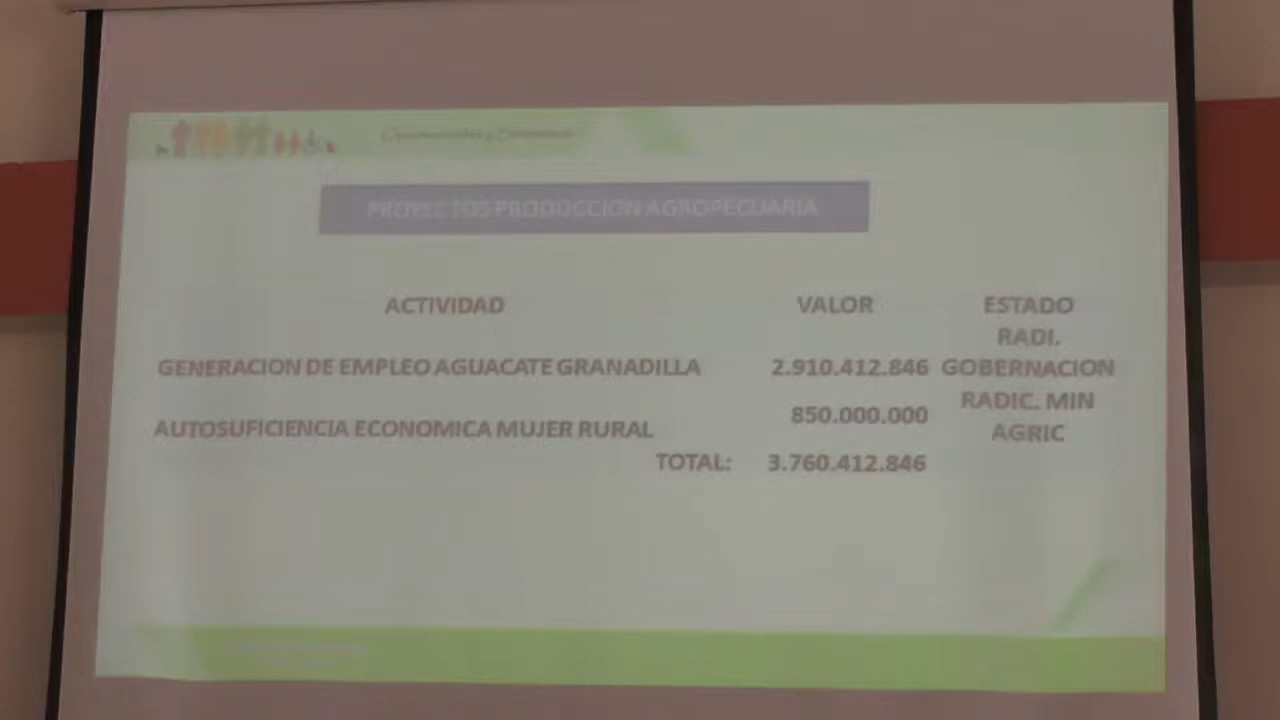 PROYECTOS PRODUCCION AGROPECUARIA
ACTIVIDAD VALOR ESTADO
GENERACION DE EMPLEO AGUACATE GRANADILLA 2.910.412.846 RADI.
GOBERNACION
AUTOSUFICIENCIA ECONOMICA MUJER RURAL 850.000.000 RADIC. MIN
AGRIC
TOTAL: 3.760.412.846